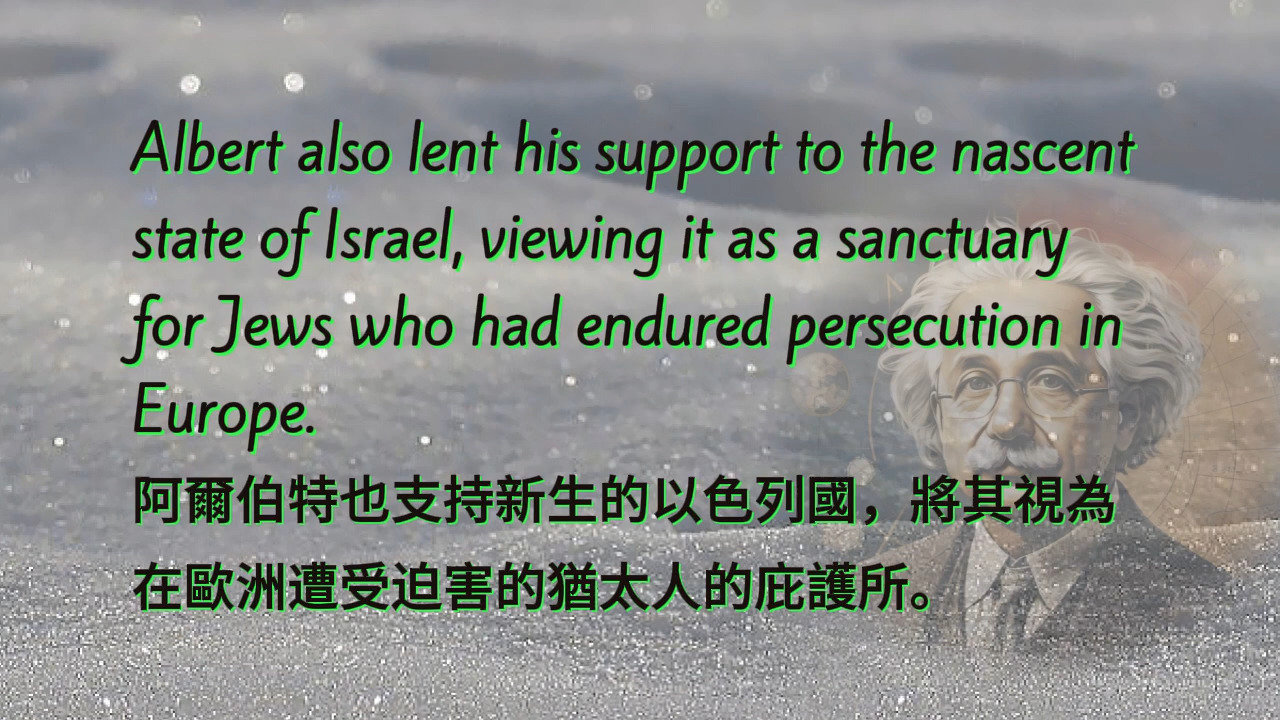 Albert also lent his support to the nascent
state of Israel, viewing it as a sanctuary
for Jews who had endured persecution in
Europe.
阿爾伯特也支持新生的以色列國，將其視為
在歐洲遭受迫害的猶太人的庇護所。